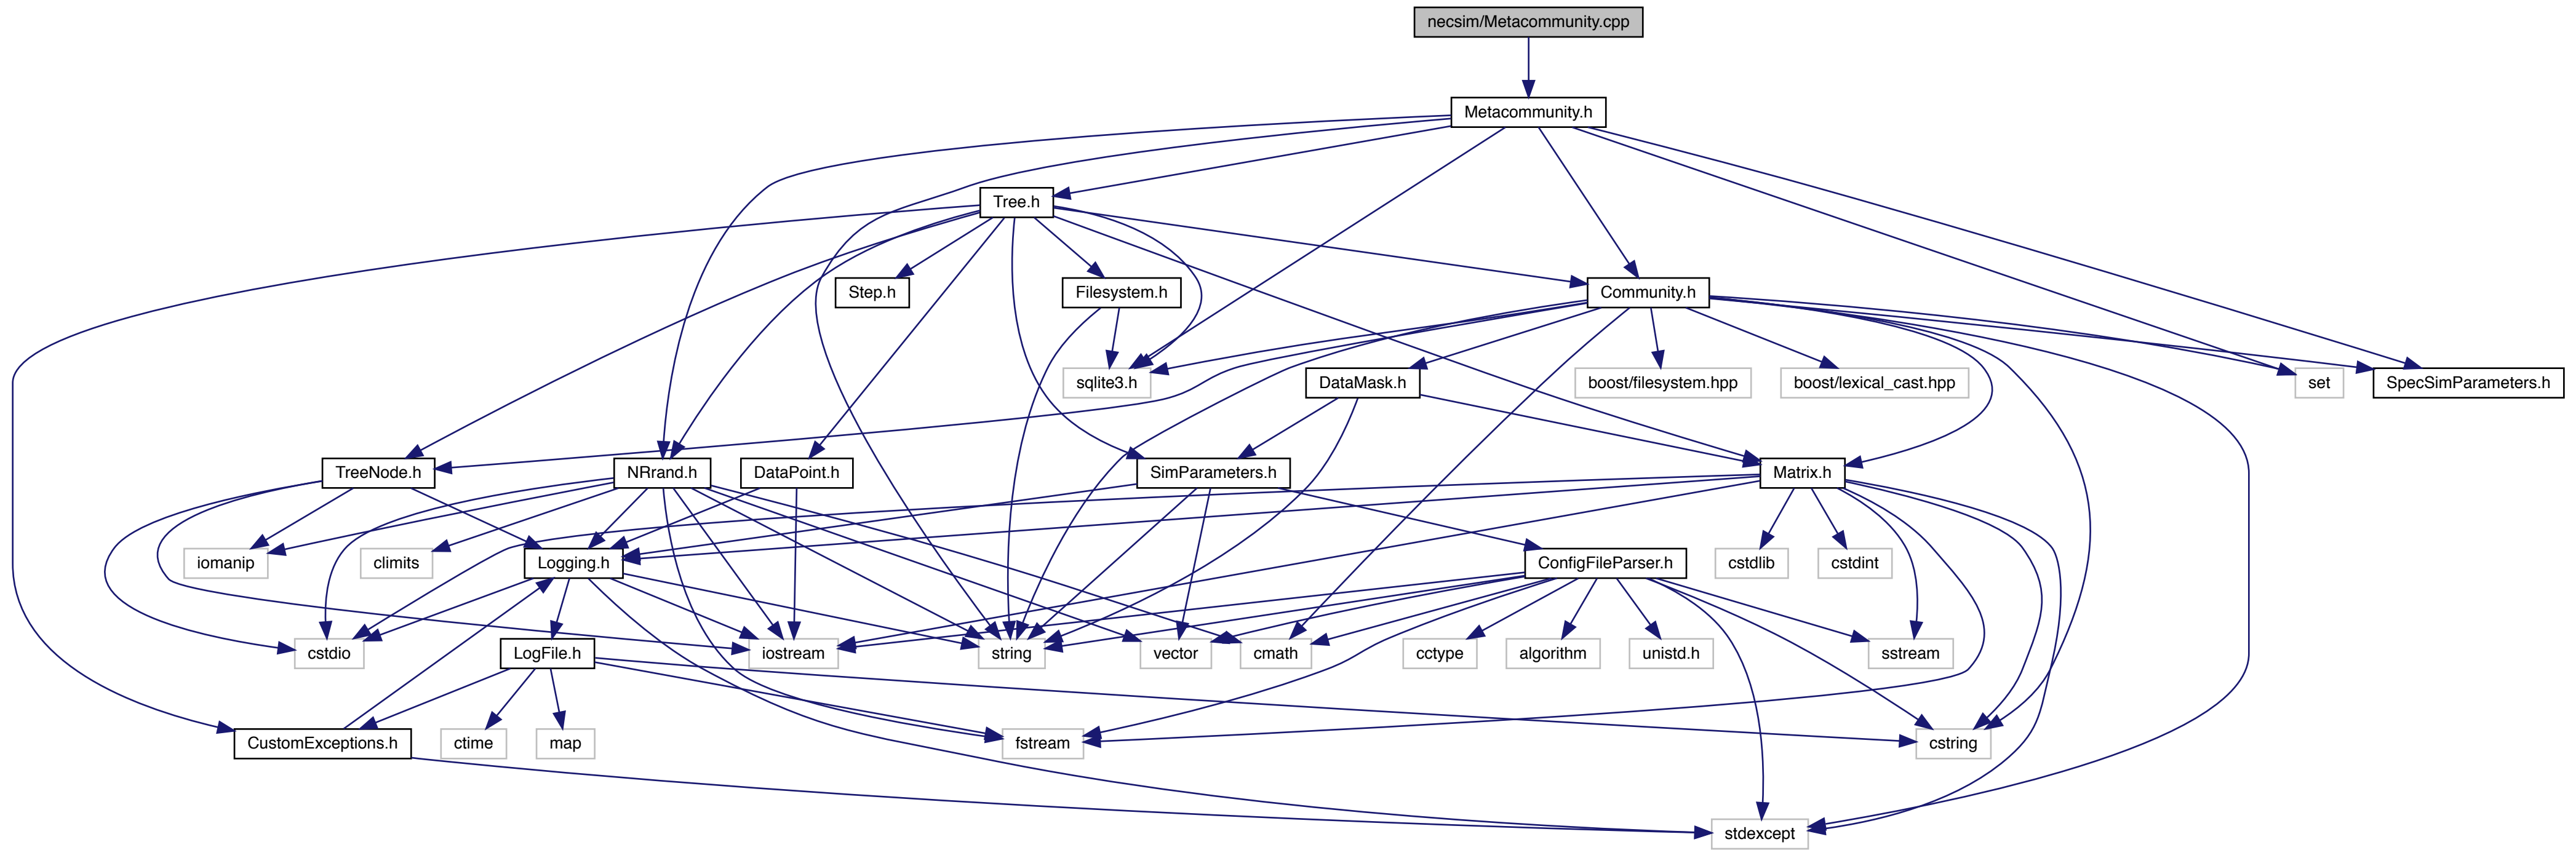 necsim/Metacommunity.cpp
Metacommunity.h
Tree.h
Step.h
Filesystem.h
Community.h
sqlite3.h
DataMask.h
boost/filesystem.hpp
boost/lexical_cast.hpp
set
SpecSimParameters.h
TreeNode.h
NRrand.h
DataPoint.h
SimParameters.h
Matrix.h
iomanip
climits
Logging.h
ConfigFileParser.h
cstdlib
cstdint
cstdio
LogFile.h
iostream
string
vector
cmath
cctype
algorithm
unistd.h
sstream
CustomExceptions.h
ctime
map
fstream
cstring
stdexcept